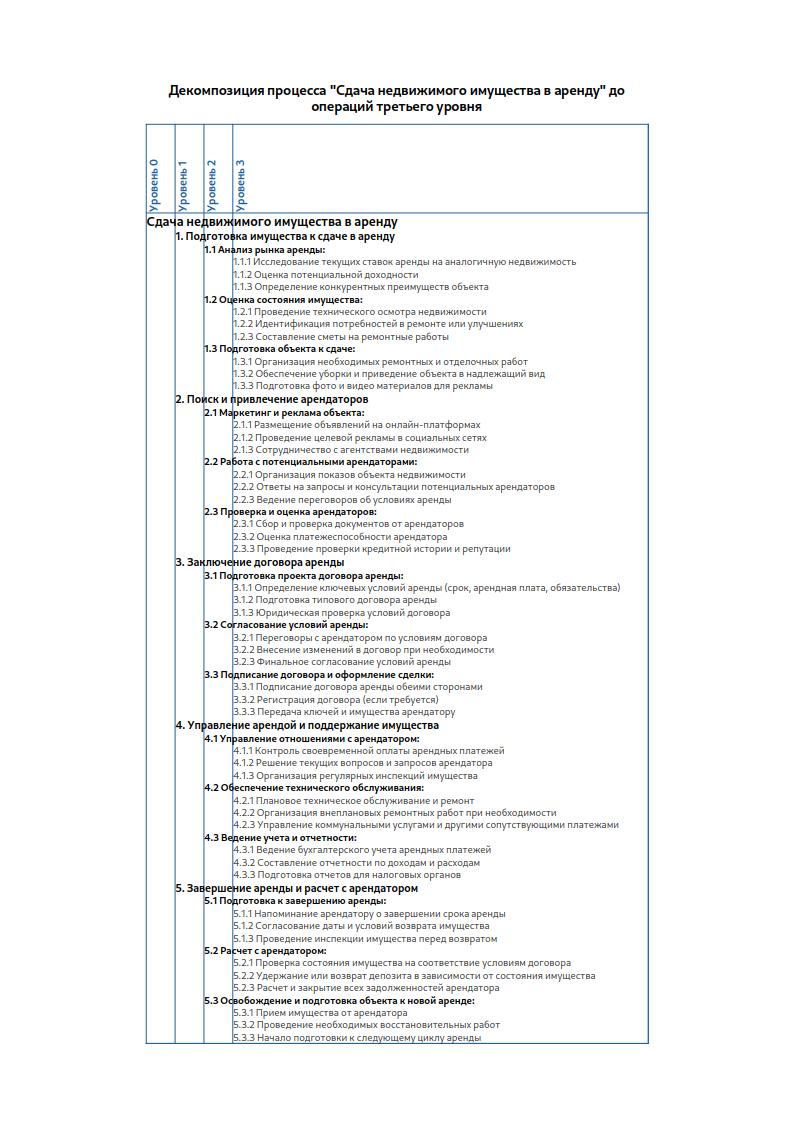 Декомпозиция процесса "Сдача недвижимого имущества в аренду" до
операций третьего уровня
Уровень 0
Уровень 1
Уровень 2
Уровень 3
Сдача недвижимого имущества в аренду
1. Подготовка имущества к сдаче в аренду
1.1 Анализ рынка аренды:
1.1.1 Исследование текущих ставок аренды на аналогичную недвижимость
1.1.2 Оценка потенциальной доходности
1.1.3 Определение конкурентных преимуществ объекта
1.2 Оценка состояния имущества:
1.2.1 Проведение технического осмотра недвижимости
1.2.2 Идентификация потребностей в ремонте или улучшениях
1.2.3 Составление сметы на ремонтные работы
1.3 Подготовка объекта к сдаче:
1.3.1 Организация необходимых ремонтных и отделочных работ
1.3.2 Обеспечение уборки и приведение объекта в надлежащий вид
1.3.3 Подготовка фото и видео материалов для рекламы
2. Поиск и привлечение арендаторов
2.1 Маркетинг и реклама объекта:
2.1.1 Размещение объявлений на онлайн-платформах
2.1.2 Проведение целевой рекламы в социальных сетях
2.1.3 Сотрудничество с агентствами недвижимости
2.2 Работа с потенциальными арендаторами:
2.2.1 Организация показов объекта недвижимости
2.2.2 Ответы на запросы и консультации потенциальных арендаторов
2.2.3 Ведение переговоров об условиях аренды
2.3 Проверка и оценка арендаторов:
2.3.1 Сбор и проверка документов от арендаторов
2.3.2 Оценка платежеспособности арендатора
2.3.3 Проведение проверки кредитной истории и репутации
3. Заключение договора аренды
3.1 Подготовка проекта договора аренды:
3.1.1 Определение ключевых условий аренды (срок, арендная плата, обязательства)
3.1.2 Подготовка типового договора аренды
3.1.3 Юридическая проверка условий договора
3.2 Согласование условий аренды:
3.2.1 Переговоры с арендатором по условиям договора
3.2.2 Внесение изменений в договор при необходимости
3.2.3 Финальное согласование условий аренды
3.3 Подписание договора и оформление сделки:
3.3.1 Подписание договора аренды обеими сторонами
3.3.2 Регистрация договора (если требуется)
3.3.3 Передача ключей и имущества арендатору
4. Управление арендой и поддержание имущества
4.1 Управление отношениями с арендатором:
4.1.1 Контроль своевременной оплаты арендных платежей
4.1.2 Решение текущих вопросов и запросов арендатора
4.1.3 Организация регулярных инспекций имущества
4.2 Обеспечение технического обслуживания:
4.2.1 Плановое техническое обслуживание и ремонт
4.2.2 Организация внеплановых ремонтных работ при необходимости
4.2.3 Управление коммунальными услугами и другими сопутствующими платежами
4.3 Ведение учета и отчетности:
4.3.1 Ведение бухгалтерского учета арендных платежей
4.3.2 Составление отчетности по доходам и расходам
4.3.3 Подготовка отчетов для налоговых органов
5. Завершение аренды и расчет с арендатором
5.1 Подготовка к завершению аренды:
5.1.1 Напоминание арендатору о завершении срока аренды
5.1.2 Согласование даты и условий возврата имущества
5.1.3 Проведение инспекции имущества перед возвратом
5.2 Расчет с арендатором:
5.2.1 Проверка состояния имущества на соответствие условиям договора
5.2.2 Удержание или возврат депозита в зависимости от состояния имущества
5.2.3 Расчет и закрытие всех задолженностей арендатора
5.3 Освобождение и подготовка объекта к новой аренде:
5.3.1 Прием имущества от арендатора
5.3.2 Проведение необходимых восстановительных работ
5.3.3 Начало подготовки к следующему циклу аренды